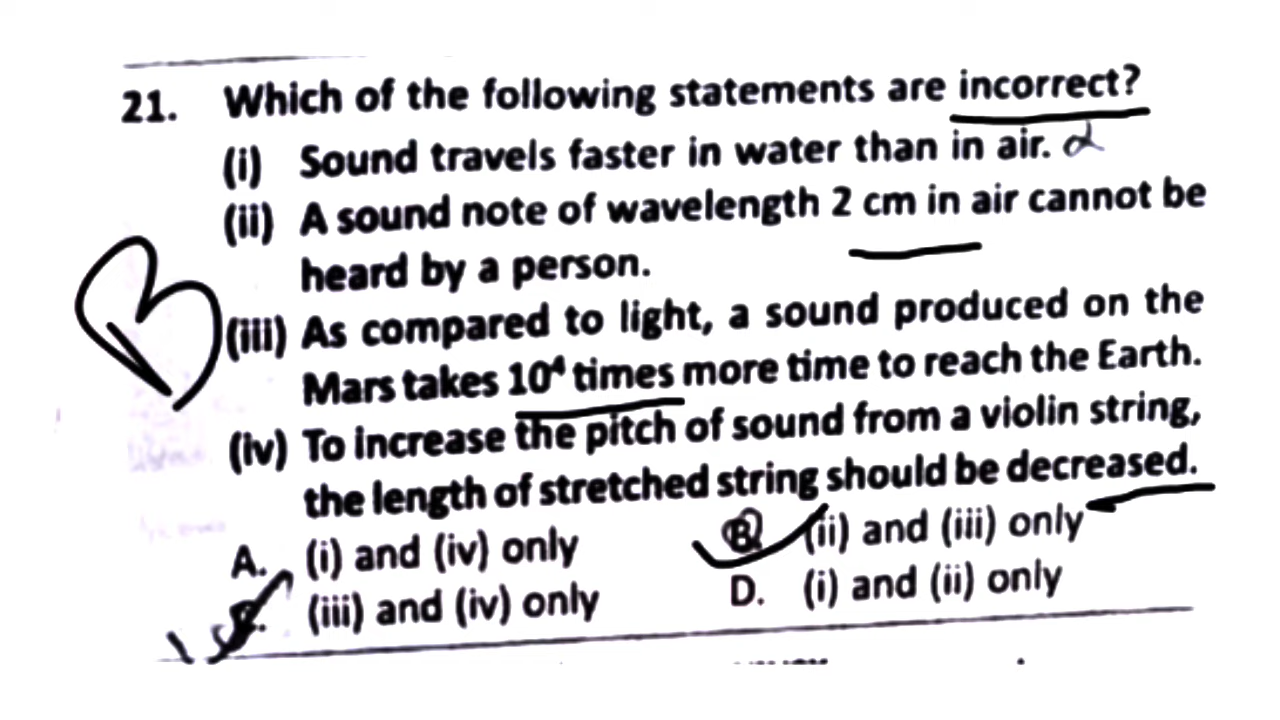 21. Which of the following statements are incorrect?
(i) Sound travels faster in water than in air.
(ii) A sound note of wavelength 2 cm in air cannot be
heard by a person.
B
(iii) As compared to light, a sound produced on the
Mars takes 10⁴ times more time to reach the Earth.
(iv) To increase the pitch of sound from a violin string,
the length of stretched string should be decreased.
A. (i) and (iv) only B. (ii) and (iii) only
(iii) and (iv) only D. (i) and (ii) only